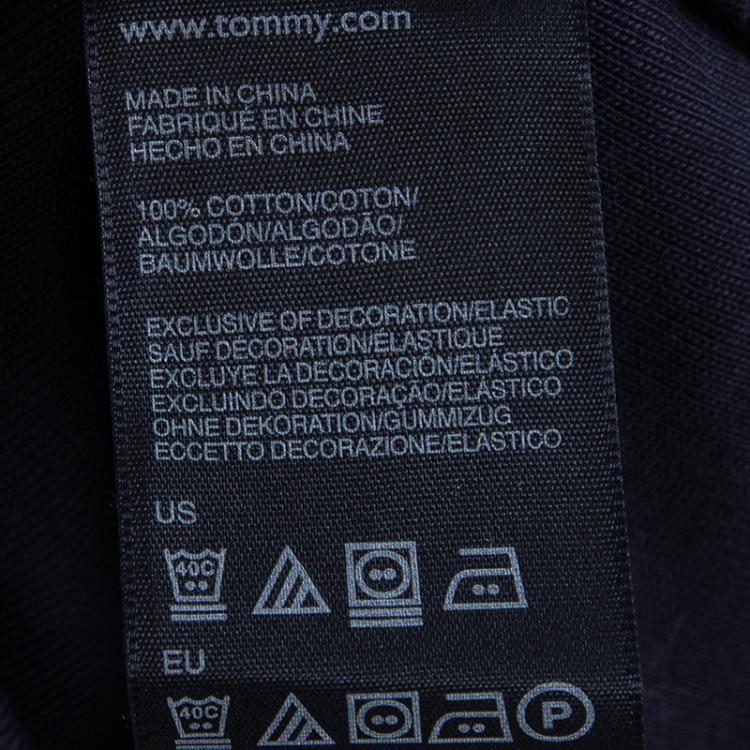 www.tommy.com
MADE IN CHINA
FABRIQUÉ EN CHINE
HECHO EN CHINA
100% COTTON/COTON/
ALGODÓN/ALGODÃO/
BAUMWOLLE/COTONE
EXCLUSIVE OF DECORATION/ELASTIC
SAUF DÉCORATION/ÉLASTIQUE
EXCLUYE LA DECORACIÓN/ELÁSTICO
EXCLUINDO DECORAÇÃO/ELÁSTICO
OHNE DEKORATION/GUMMIZUG
ECCETTO DECORAZIONE/ELASTICO
US
40C
EU
40C P